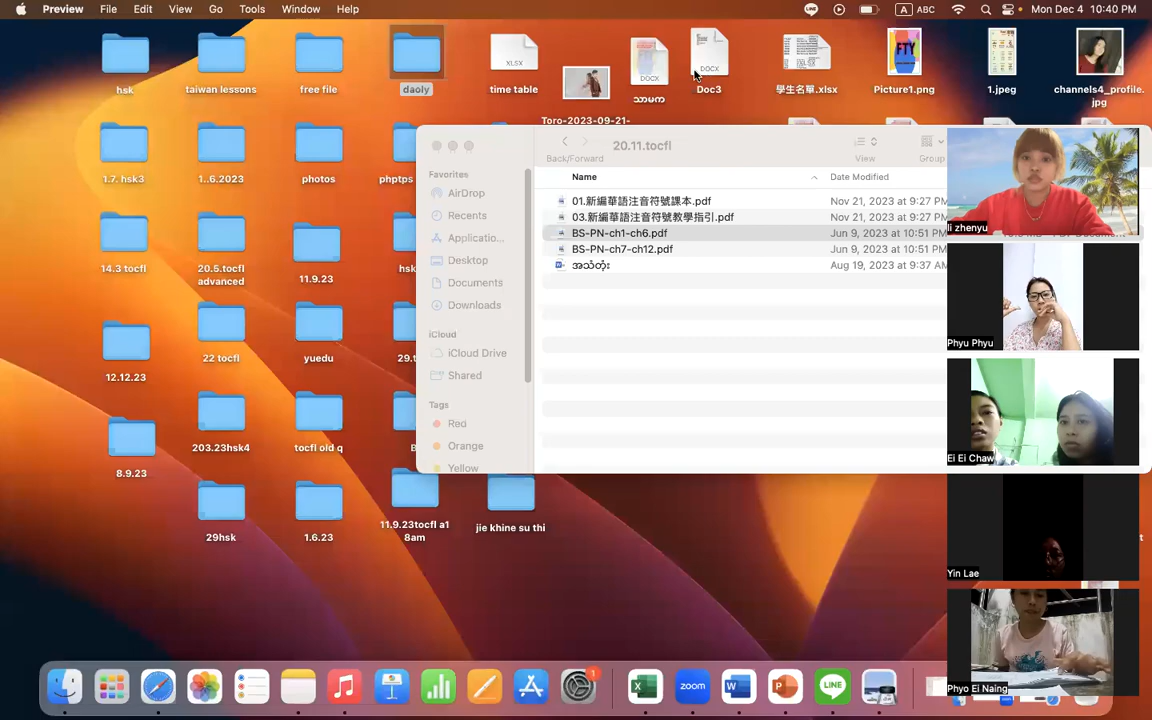 Preview File Edit View Go Tools Window Help
A ABC Mon Dec 4 10:40 PM
hsk
taiwan lessons
free file
daoly
XLSX
time table
DOCX
သာမက
DOCX
Doc3
學生名單.xlsx
FTY
Picture1.png
1.jpeg
channels4_profile.
jpg
Toro-2023-09-21-
1.7. hsk3
1..6.2023
photos
phptps
14.3 tocfl
20.5.tocfl
advanced
11.9.23
hsk
12.12.23
22 tocfl
yuedu
29.t
8.9.23
203.23hsk4
tocfl old q
B
29hsk
1.6.23
11.9.23tocfl a1
8am
jie khine su thi
20.11.tocfl
Back/Forward
View
Group
Favorites
AirDrop
Recents
Applicatio...
Desktop
Documents
Downloads
iCloud
iCloud Drive
Shared
Tags
Red
Orange
Yellow
Name
Date Modified
01.新編華語注音符號課本.pdf Nov 21, 2023 at 9:27 P
03.新編華語注音符號教學指引.pdf Nov 21, 2023 at 9:27 P
BS-PN-ch1-ch6.pdf Jun 9, 2023 at 10:51 P
BS-PN-ch7-ch12.pdf Jun 9, 2023 at 10:51 P
အသံတုံး Aug 19, 2023 at 9:37 A
li zhenyu
Phyu Phyu
Ei Ei Chaw
Yin Lae
Phyo Ei Naing
1
zoom
LINE